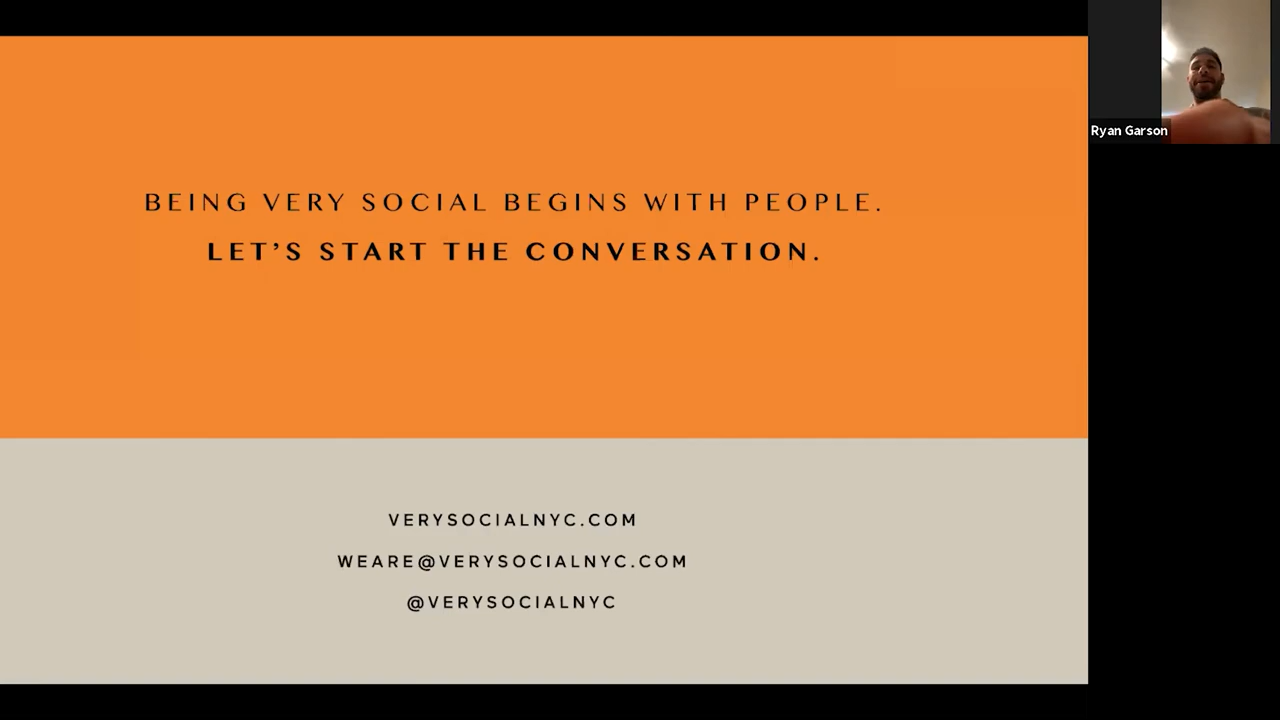 BEING VERY SOCIAL BEGINS WITH PEOPLE.
LET'S START THE CONVERSATION.
VERYSOCIALNYC.COM
WEARE@VERYSOCIALNYC.COM
@VERYSOCIALNYC
Ryan Garson